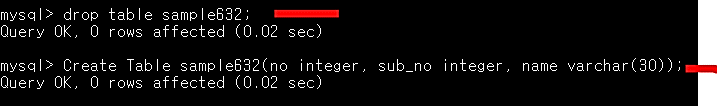 mysql> drop table sample632;
Query OK, 0 rows affected (0.02 sec)
mysql> Create Table sample632(no integer, sub_no integer, name varchar(30));
Query OK, 0 rows affected (0.02 sec)